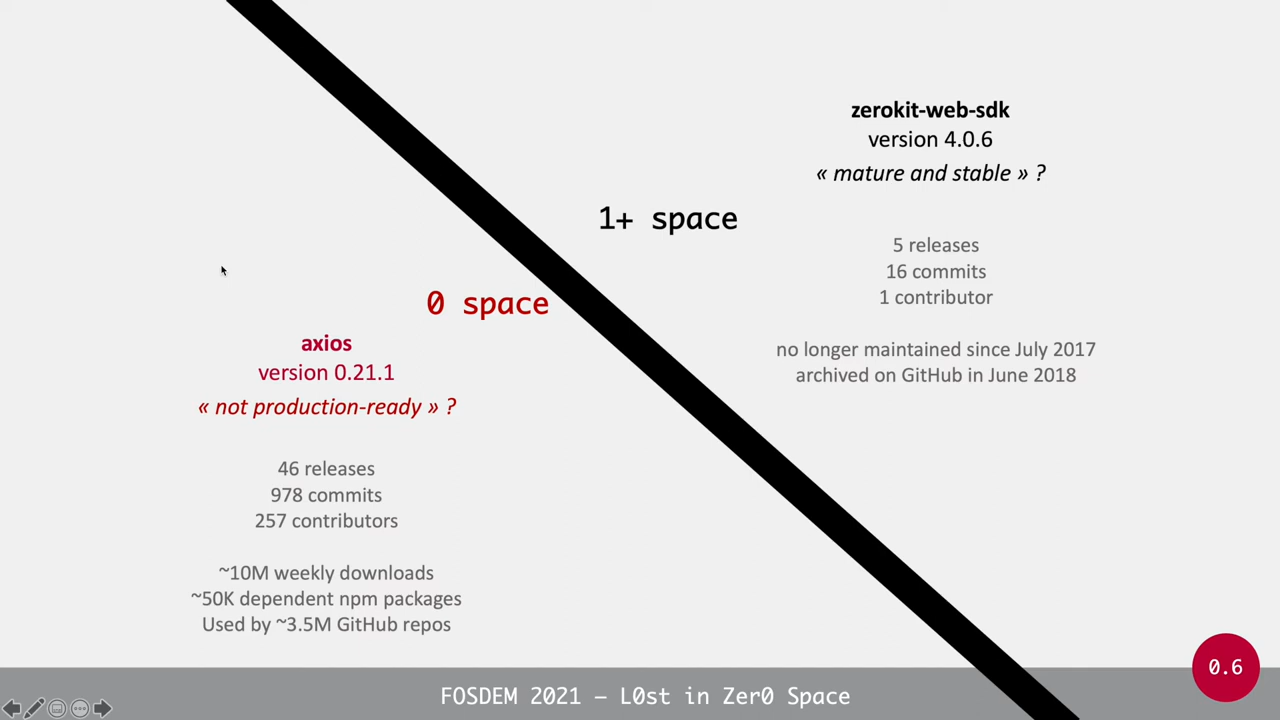 zerokit-web-sdk
version 4.0.6
« mature and stable » ?
1+ space
5 releases
16 commits
1 contributor
no longer maintained since July 2017
archived on GitHub in June 2018
0 space
axios
version 0.21.1
« not production-ready » ?
46 releases
978 commits
257 contributors
~10M weekly downloads
~50K dependent npm packages
Used by ~3.5M GitHub repos
0.6
FOSDEM 2021 – L0st in Zer0 Space